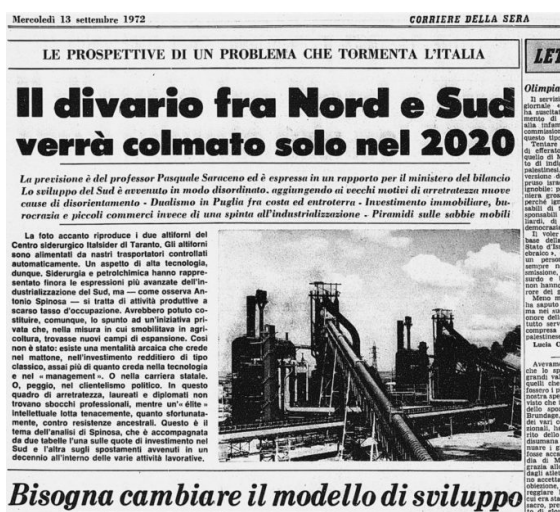 Mercoledì 13 settembre 1972
CORRIERE DELLA SERA
LE PROSPETTIVE DI UN PROBLEMA CHE TORMENTA L'ITALIA
Il divario fra Nord e Sud
verrà colmato solo nel 2020
La previsione è del professor Pasquale Saraceno ed è espressa in un rapporto per il ministero del bilancio
Lo sviluppo del Sud è avvenuto in modo disordinato. aggiungendo ai vecchi motivi di arretratezza nuove
cause di disorientamento - Dualismo in Puglia fra costa ed entroterra - Investimento immobiliare, bu-
rocrazia e piccoli commerci invece di una spinta all'industrializzazione - Piramidi sulle sabbie mobili
La foto accanto riproduce i due altiforni del
Centro siderurgico Italsider di Taranto. Gli altiforni
sono alimentati da nastri trasportatori controllati
automaticamente. Un aspetto di alta tecnologia,
dunque. Siderurgia e petrolchimica hanno rappre-
sentato finora le espressioni più avanzate dell'in-
dustrializzazione del Sud, ma — come osserva An-
tonio Spinosa — si tratta di attività produttive a
scarso tasso d'occupazione. Avrebbero potuto co-
stituire, comunque, lo spunto ad un'iniziativa pri-
vata che, nella misura in cui smobilitava in agri-
coltura, trovasse nuovi campi di espansione. Così
non è stato: esiste una mentalità arcaica che crede
nel mattone, nell'investimento redditiero di tipo
classico, assai più di quanto creda nella tecnologia
e nel «management». O nella carriera statale.
O, peggio, nel clientelismo politico. In questo
quadro di arretratezza, laureati e diplomati non
trovano sbocchi professionali, mentre un'« élite »
intellettuale lotta tenacemente, quanto sfortunata-
mente, contro resistenze ancestrali. Questo è il
tema dell'analisi di Spinosa, che è accompagnata
da due tabelle l'una sulle quote di investimento nel
Sud e l'altra sugli spostamenti avvenuti in un
decennio all'interno delle varie attività lavorative.
Bisogna cambiare il modello di sviluppo
LET
Olimpia